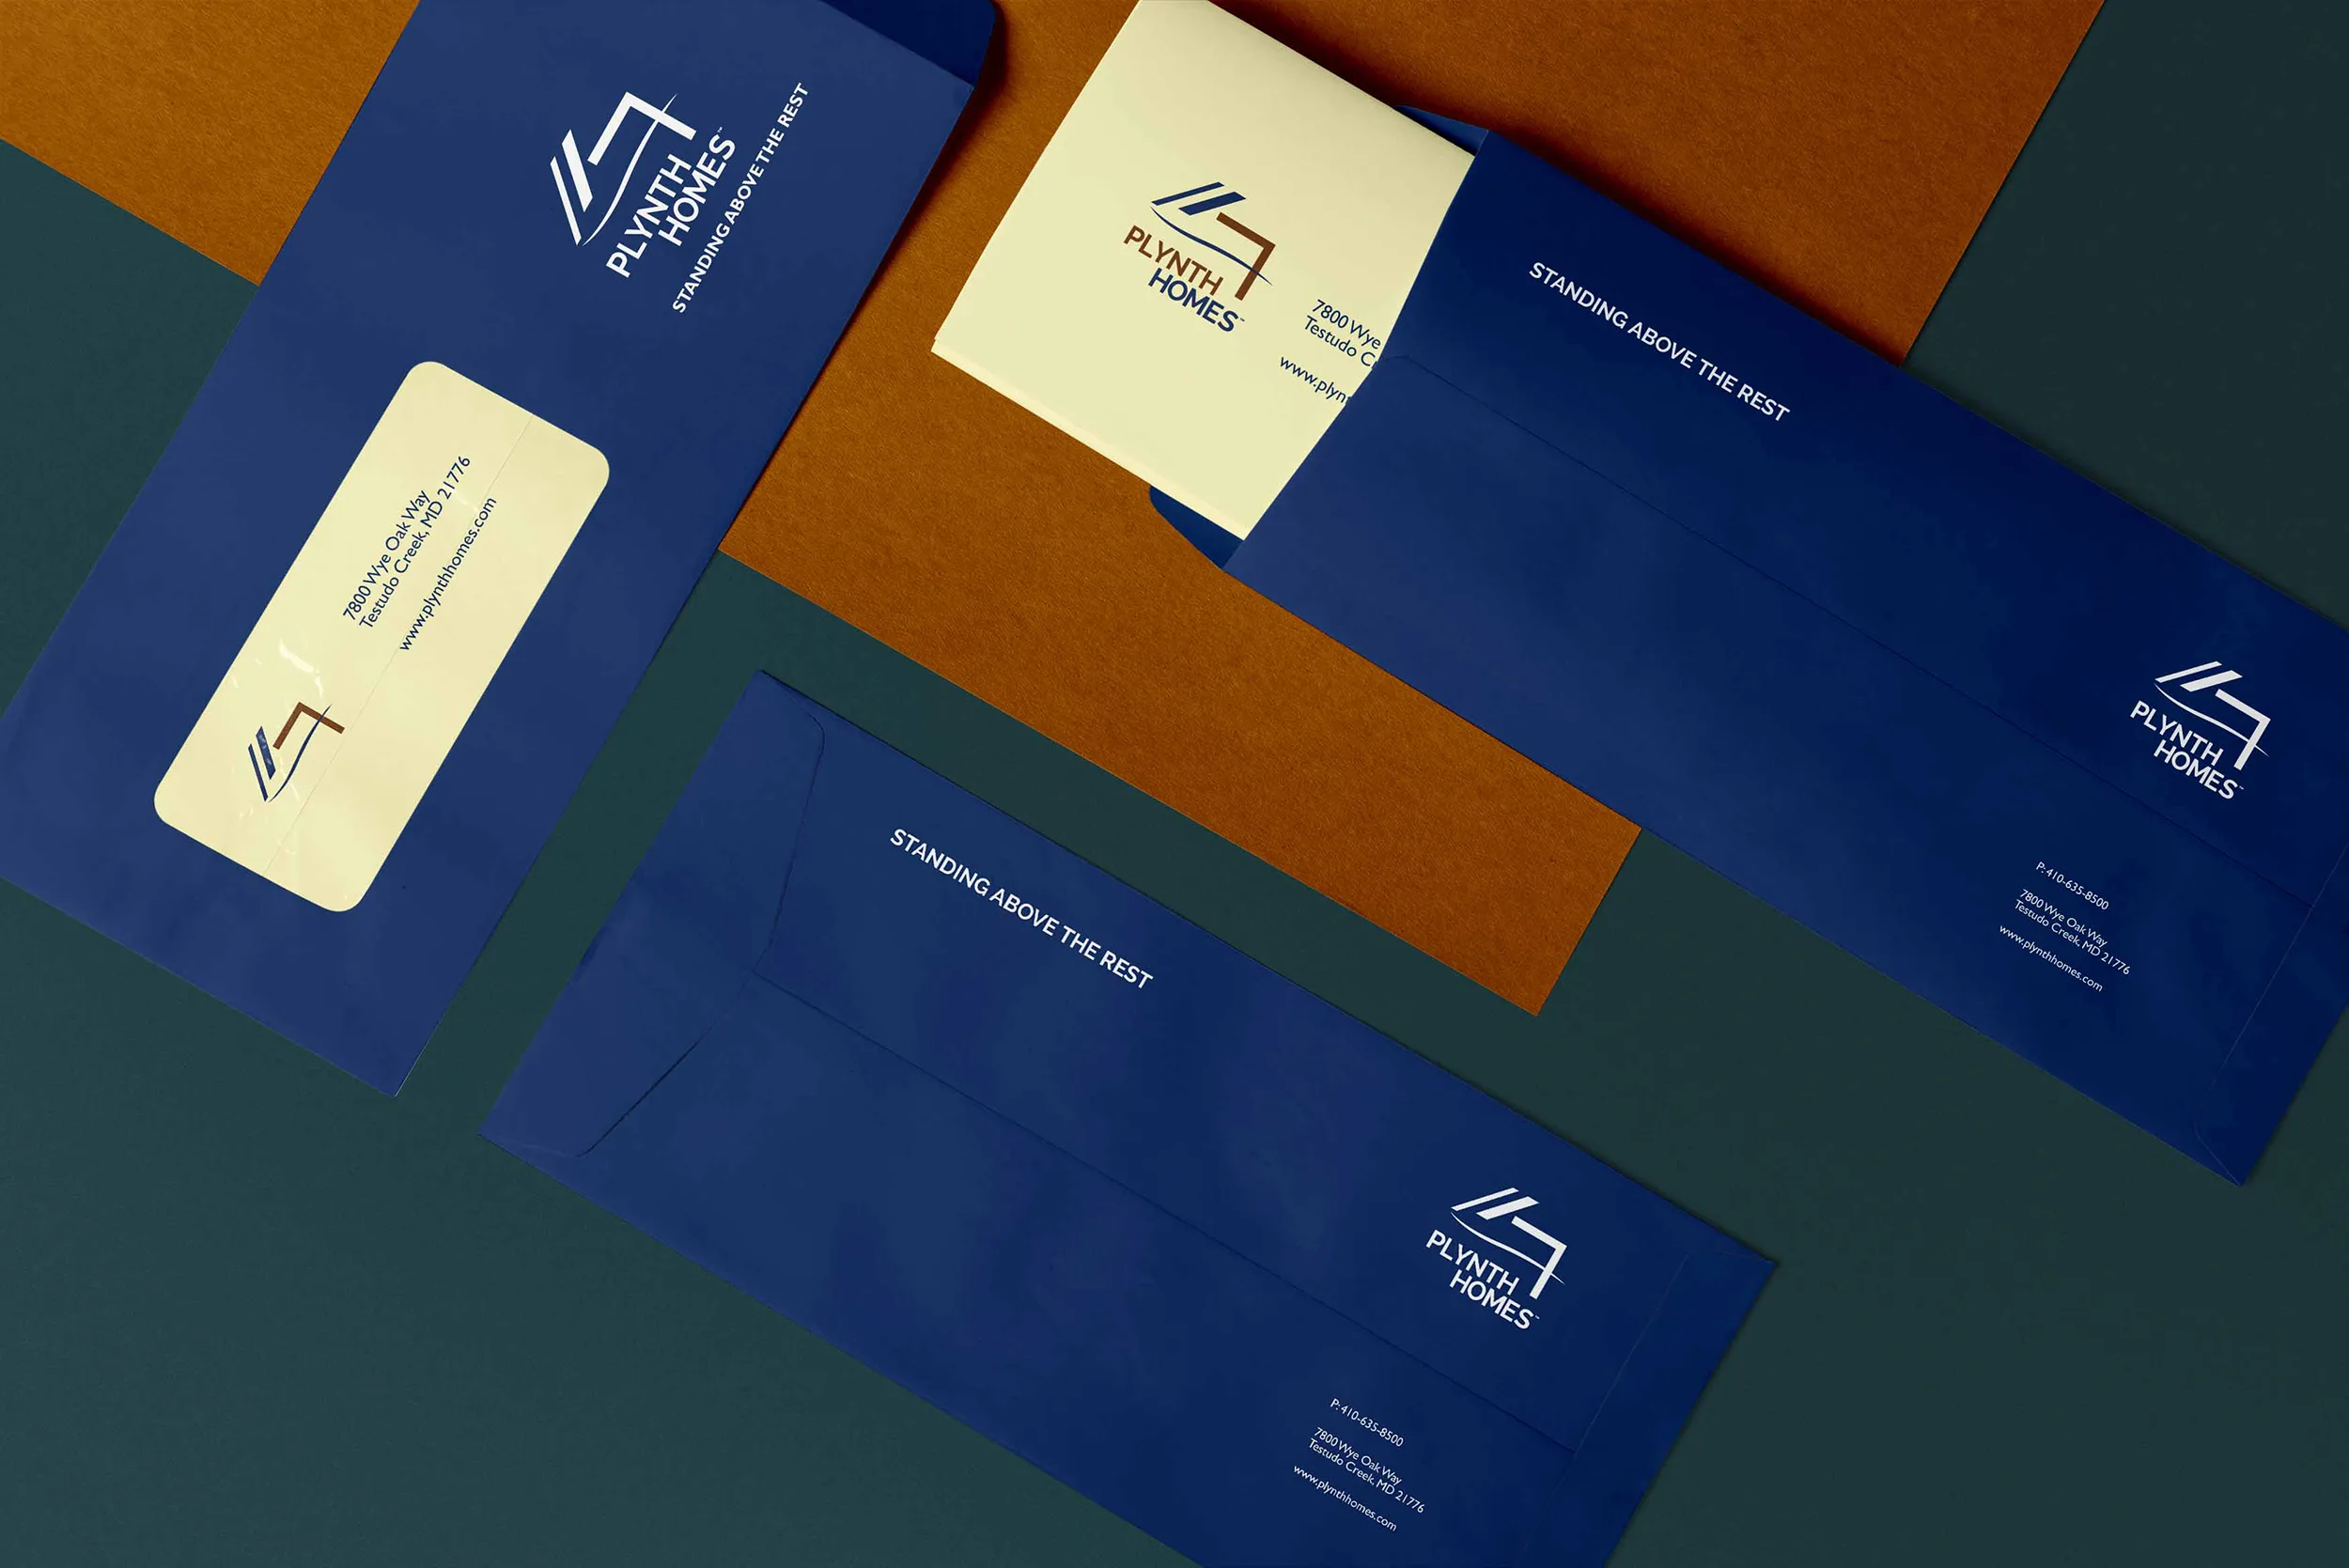 PLYNTH
HOMES™
STANDING ABOVE THE REST
7800 Wye Oak Way
Testudo Creek, MD 21776
www.plynthhomes.com
PLYNTH
HOMES™
7800 Wye
Testudo C
www.plyn
STANDING ABOVE THE REST
PLYNTH
HOMES™
P: 410-635-8500
7800 Wye Oak Way
Testudo Creek, MD 21776
www.plynthhomes.com
STANDING ABOVE THE REST
PLYNTH
HOMES™
P: 410-635-8500
7800 Wye Oak Way
Testudo Creek, MD 21776
www.plynthhomes.com